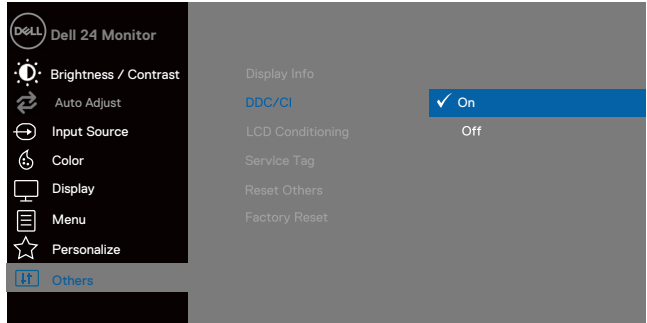 DELL Dell 24 Monitor
Brightness / Contrast
Auto Adjust
Input Source
Color
Display
Menu
Personalize
Others
Display Info
DDC/CI
LCD Conditioning
Service Tag
Reset Others
Factory Reset
On
Off